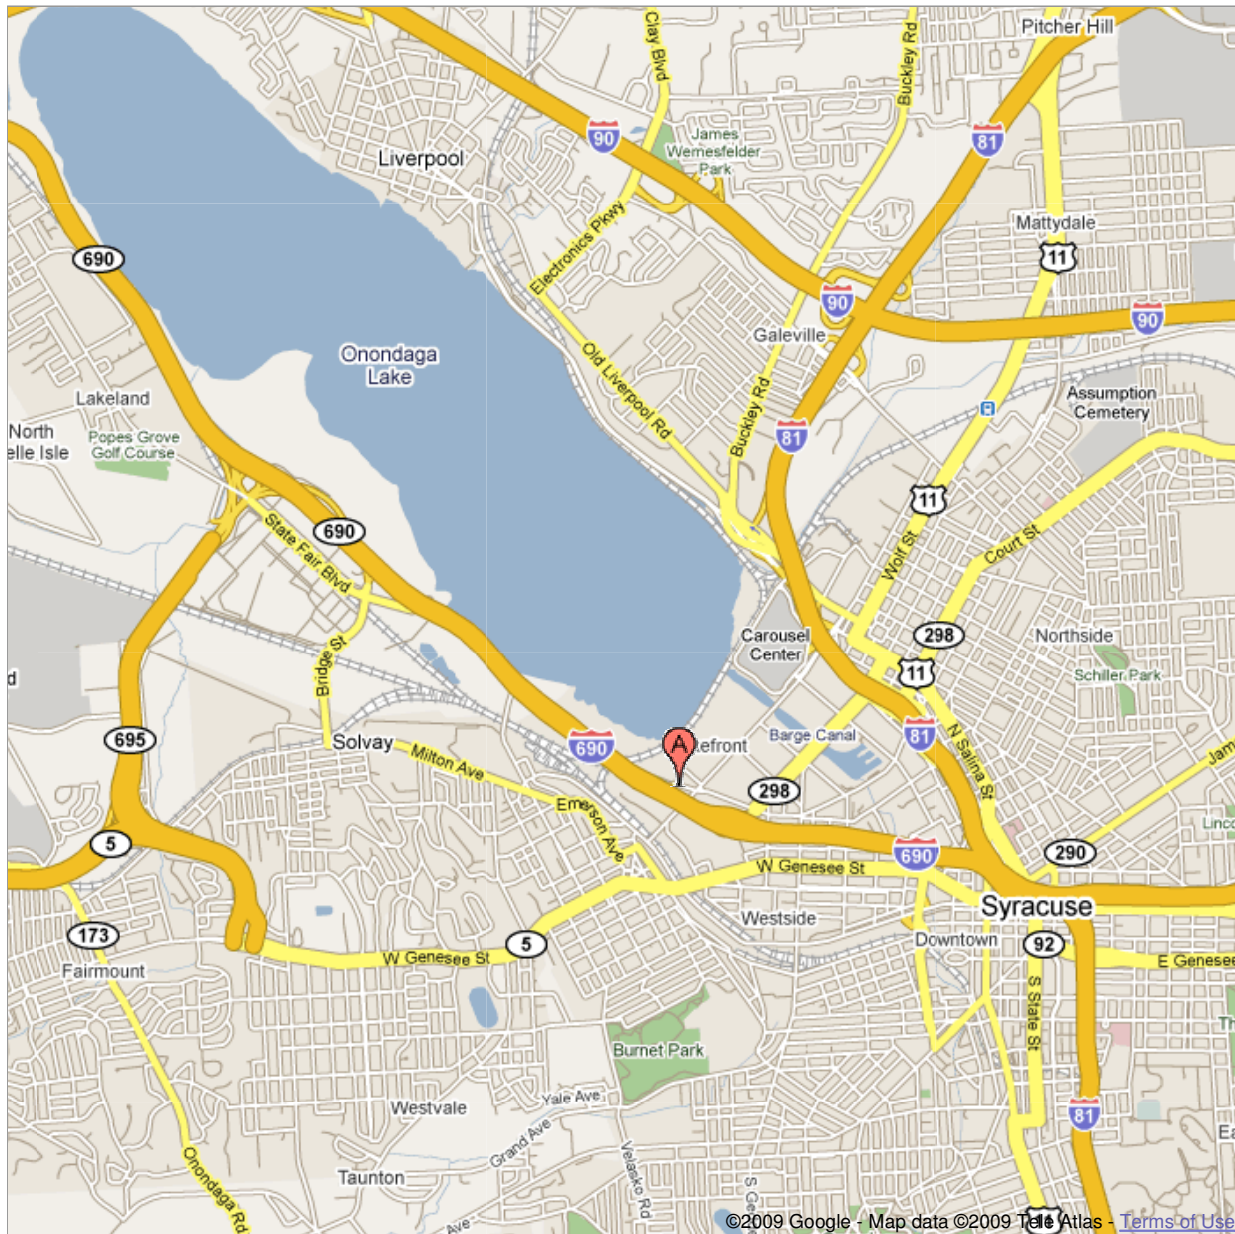 Pitcher Hill
Clay Blvd
Buckley Rd
90
James
Wemesfelder
Park
81
Liverpool
Electronics Pkwy
Mattydale
11
690
90
90
Galeville
Onondaga
Lake
Old Liverpool Rd
Buckley Rd
Lakeland
Assumption
Cemetery
North
elle Isle
Popes Grove
Golf Course
81
11
State Fair Blvd
690
Wolf St
Court St
298
Northside
Carousel
Center
Bridge St
11
Schiller Park
d
695
Solvay
Milton Ave
690
A
efront
Barge Canal
81
N Salina St
298
Emerson Ave
5
690
290
W Genesee St
Syracuse
173
Westside
Downtown
92
5
W Genesee St
E Genesee
Fairmount
S State St
Burnet Park
Yale Ave
Westvale
81
Grand Ave
Velasko Rd
Onondaga Rd
Taunton
Ave
11
©2009 Google - Map data ©2009 Tele Atlas - Terms of Use